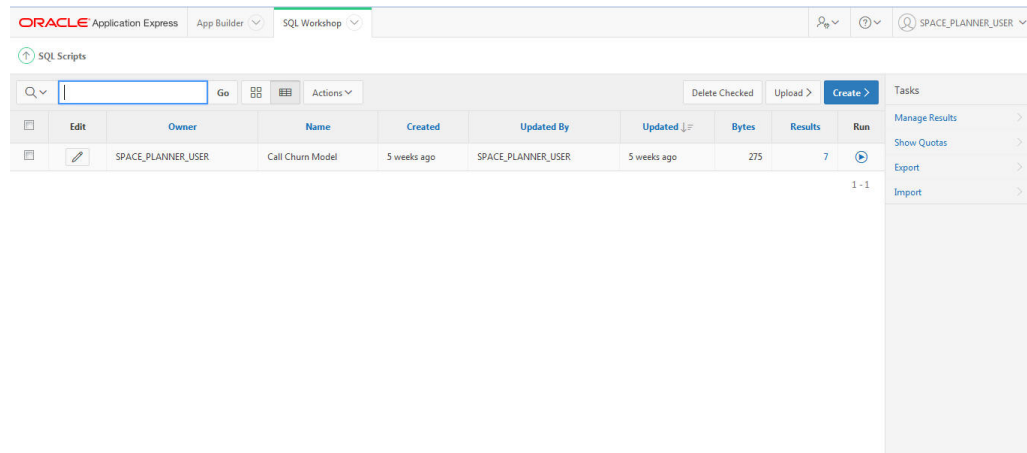 ORACLE Application Express App Builder SQL Workshop SPACE_PLANNER_USER
SQL Scripts
Go Actions Delete Checked Upload > Create > Tasks
Edit Owner Name Created Updated By Updated Bytes Results Run
SPACE_PLANNER_USER Call Churn Model 5 weeks ago SPACE_PLANNER_USER 5 weeks ago 275 7
1 - 1
Manage Results
Show Quotas
Export
Import